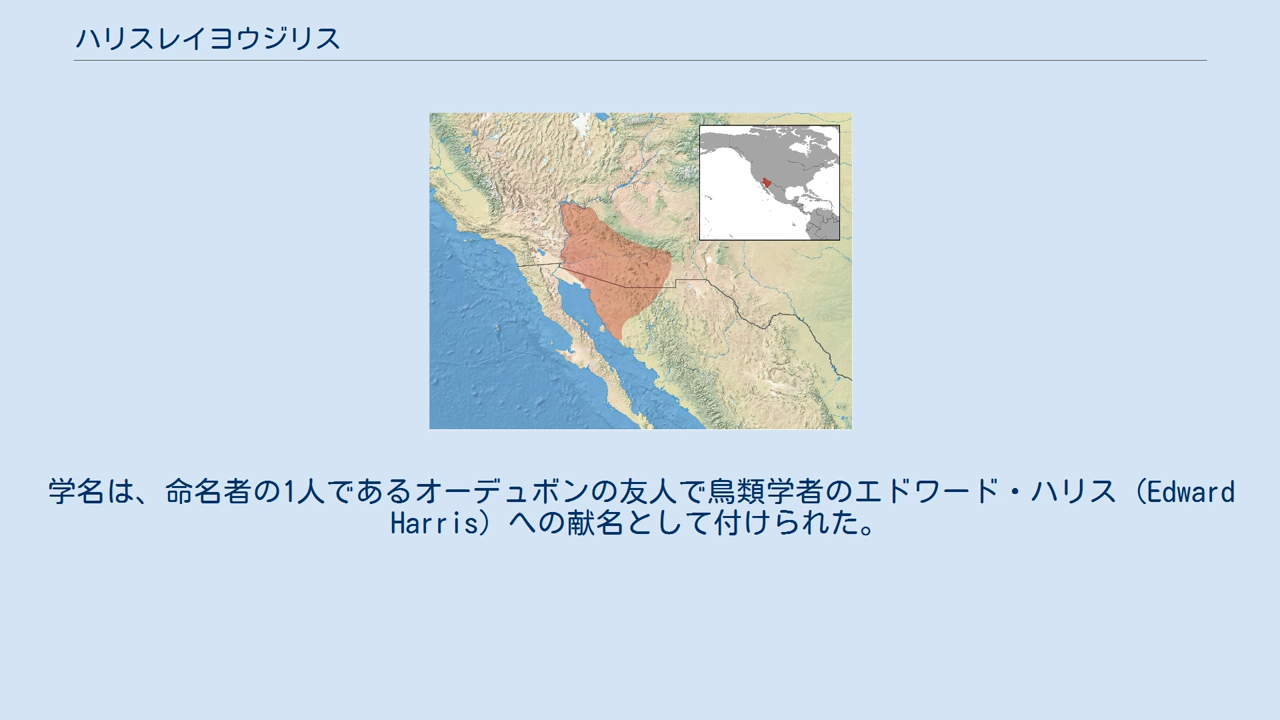 ハリスレイヨウジリス
学名は、命名者の1人であるオーデュボンの友人で鳥類学者のエドワード・ハリス（Edward
Harris）への献名として付けられた。